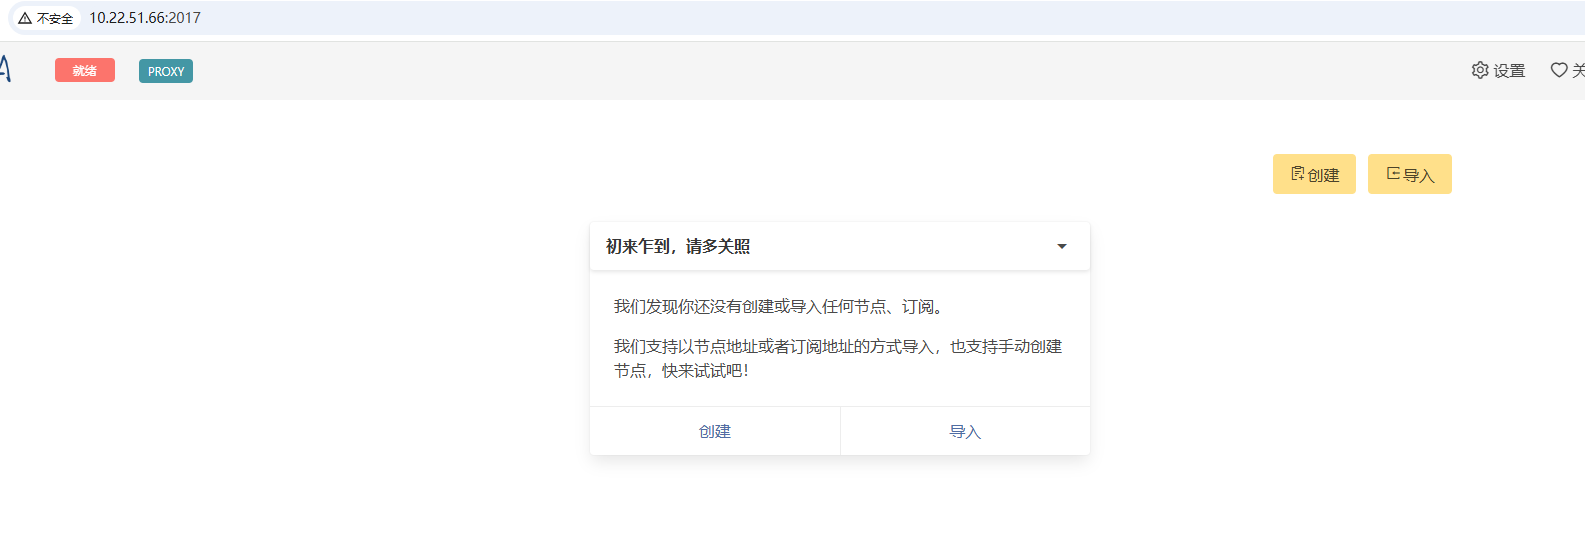 不安全 10.22.51.66:2017
A 就绪 PROXY 设置 关
创建 导入
初来乍到，请多关照
我们发现你还没有创建或导入任何节点、订阅。
我们支持以节点地址或者订阅地址的方式导入，也支持手动创建
节点，快来试试吧！
创建 导入